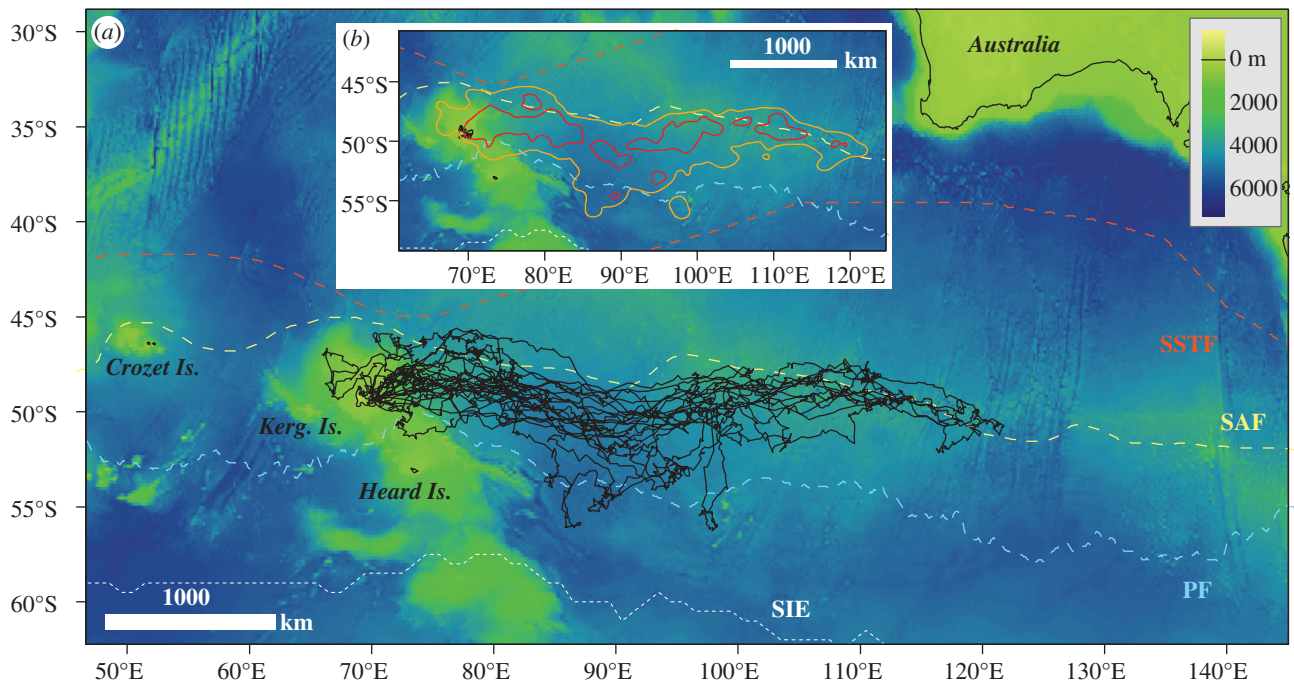 (a)
30°S
35°S
40°S
45°S
50°S
55°S
60°S
(b)
1000
km
45°S
50°S
55°S
70°E
80°E
90°E
100°E
110°E
120°E
Australia
0 m
2000
4000
6000
Crozet Is.
Kerg. Is.
Heard Is.
SSTF
SAF
PF
SIE
1000
km
50°E
60°E
70°E
80°E
90°E
100°E
110°E
120°E
130°E
140°E